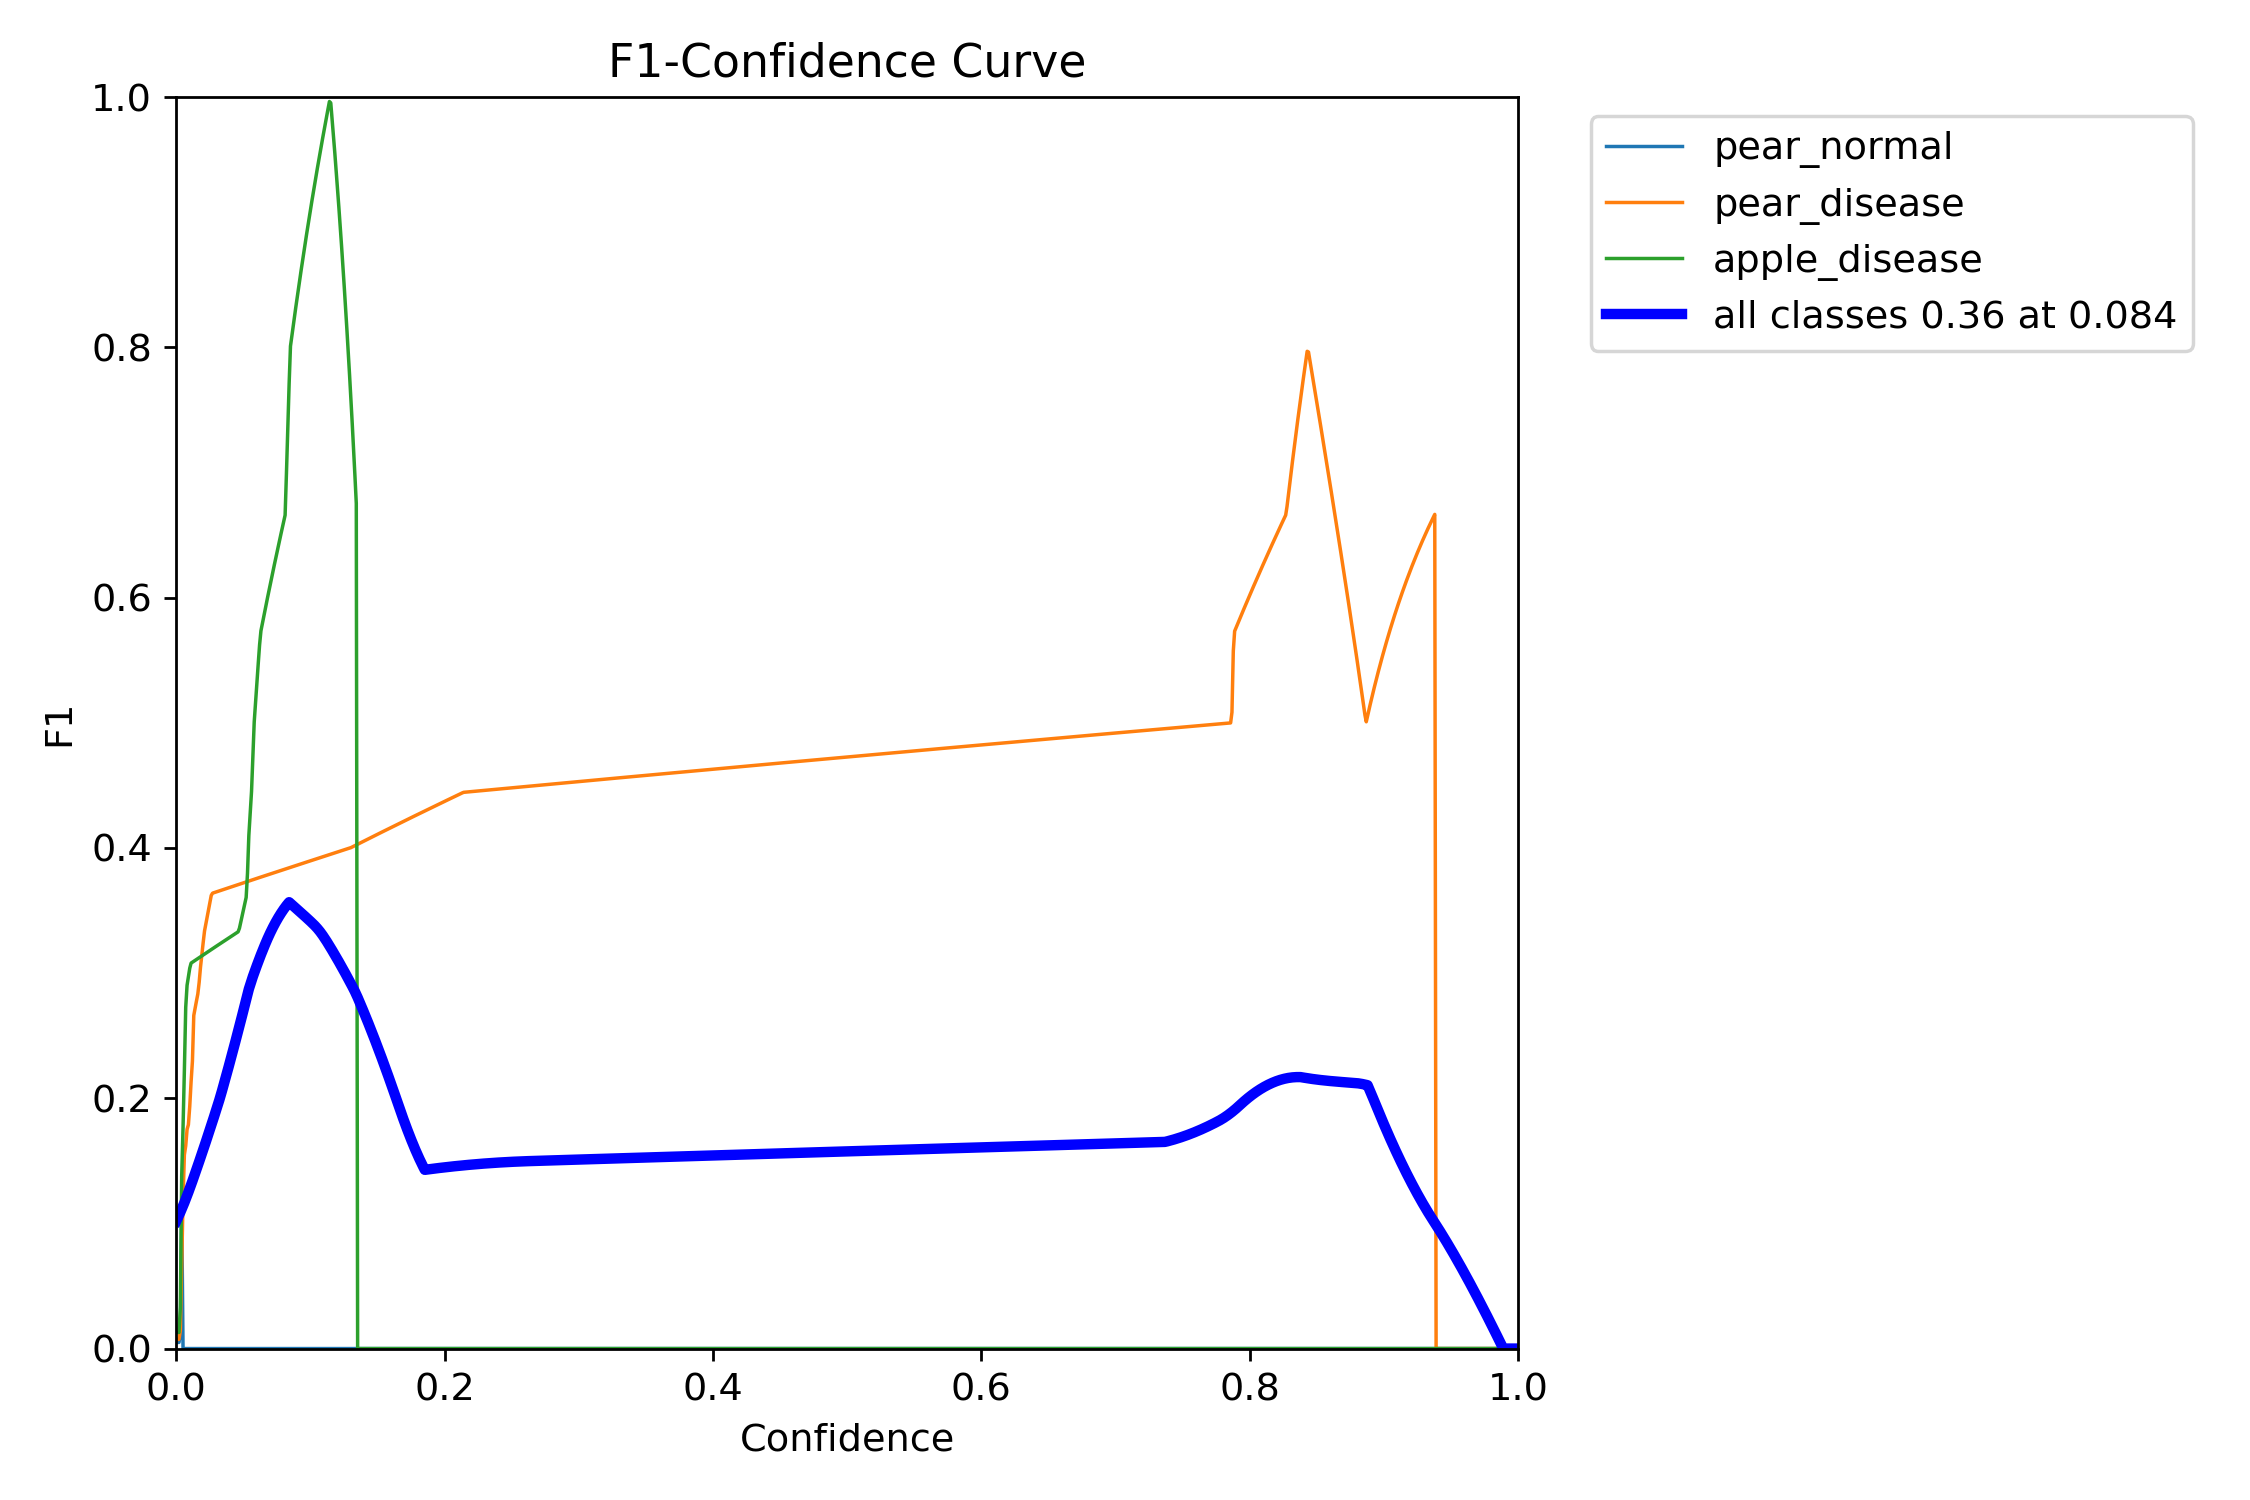 F1-Confidence Curve
1.0
0.8
0.6
0.4
0.2
0.0
F1
0.0 0.2 0.4 0.6 0.8 1.0
Confidence
pear_normal
pear_disease
apple_disease
all classes 0.36 at 0.084